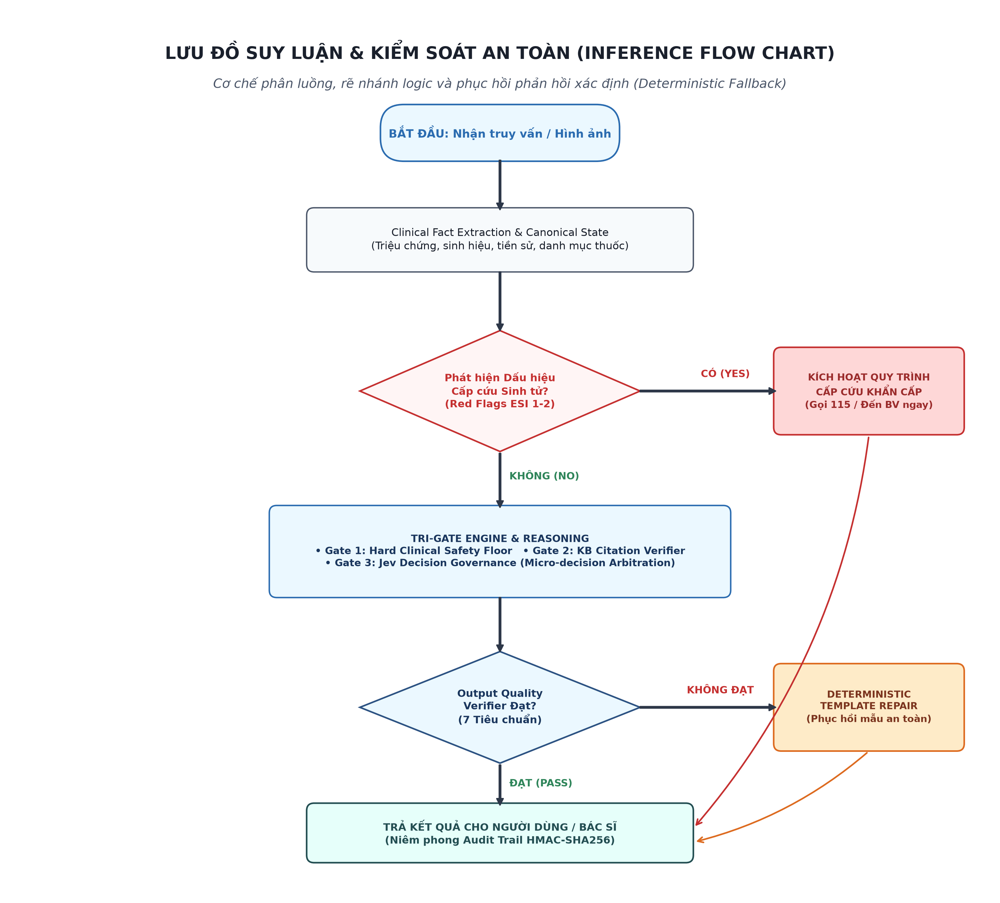 LƯU ĐỒ SUY LUẬN & KIỂM SOÁT AN TOÀN (INFERENCE FLOW CHART)
Cơ chế phân luồng, rẽ nhánh logic và phục hồi phản hồi xác định (Deterministic Fallback)
BẮT ĐẦU: Nhận truy vấn / Hình ảnh
Clinical Fact Extraction & Canonical State
(Triệu chứng, sinh hiệu, tiền sử, danh mục thuốc)
Phát hiện Dấu hiệu
Cấp cứu Sinh tử?
(Red Flags ESI 1-2)
CÓ (YES)
KÍCH HOẠT QUY TRÌNH
CẤP CỨU KHẨN CẤP
(Gọi 115 / Đến BV ngay)
KHÔNG (NO)
TRI-GATE ENGINE & REASONING
• Gate 1: Hard Clinical Safety Floor   • Gate 2: KB Citation Verifier
• Gate 3: Jev Decision Governance (Micro-decision Arbitration)
Output Quality
Verifier Đạt?
(7 Tiêu chuẩn)
KHÔNG ĐẠT
DETERMINISTIC
TEMPLATE REPAIR
(Phục hồi mẫu an toàn)
ĐẠT (PASS)
TRẢ KẾT QUẢ CHO NGƯỜI DÙNG / BÁC SĨ
(Niêm phong Audit Trail HMAC-SHA256)